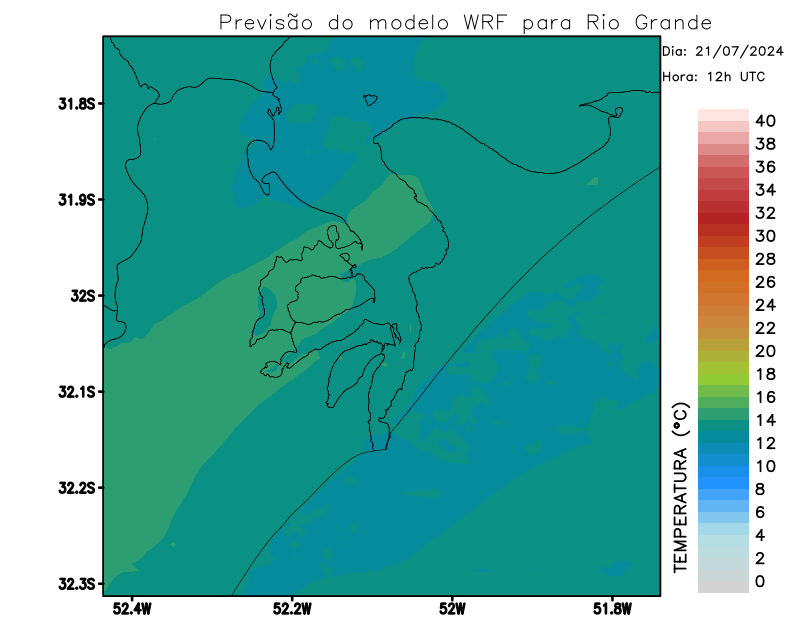 Previsão do modelo WRF para Rio Grande
Dia: 21/07/2024
Hora: 12h UTC
31.8S
31.9S
32S
32.1S
32.2S
32.3S
52.4W
52.2W
52W
51.8W
TEMPERATURA (°C)
40
38
36
34
32
30
28
26
24
22
20
18
16
14
12
10
8
6
4
2
0